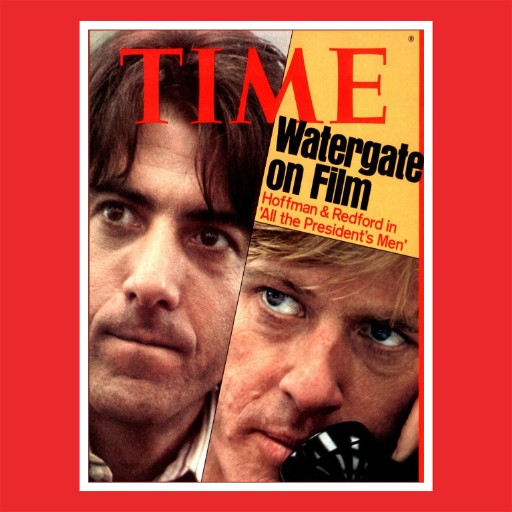 TIME
®
Watergate
on Film
Hoffman & Redford in
'All the President's Men'